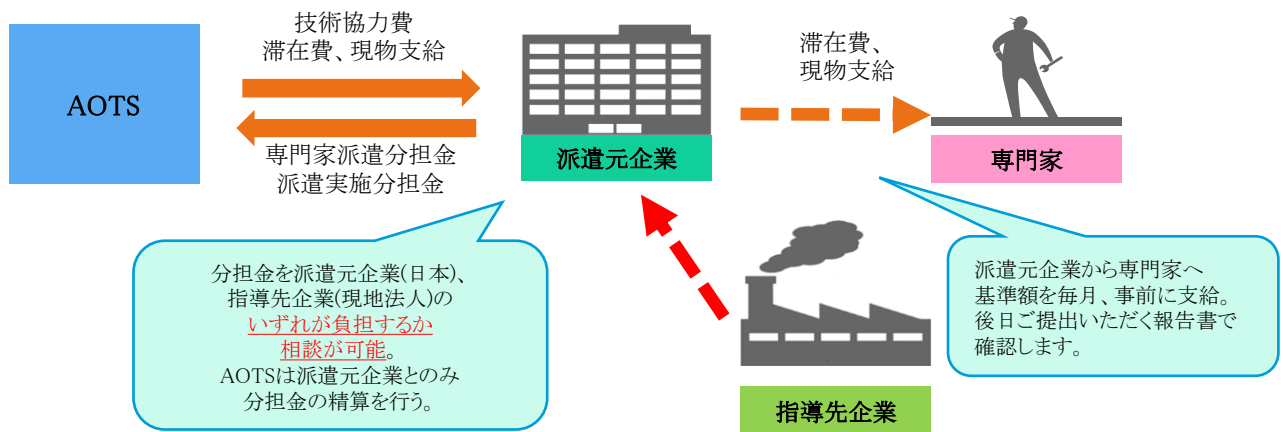 AOTS
技術協力費
滞在費、現物支給
専門家派遣分担金
派遣実施分担金
派遣元企業
滞在費、
現物支給
専門家
分担金を派遣元企業(日本)、
指導先企業(現地法人)の
いずれが負担するか
相談が可能。
AOTSは派遣元企業とのみ
分担金の精算を行う。
指導先企業
派遣元企業から専門家へ
基準額を毎月、事前に支給。
後日ご提出いただく報告書で
確認します。